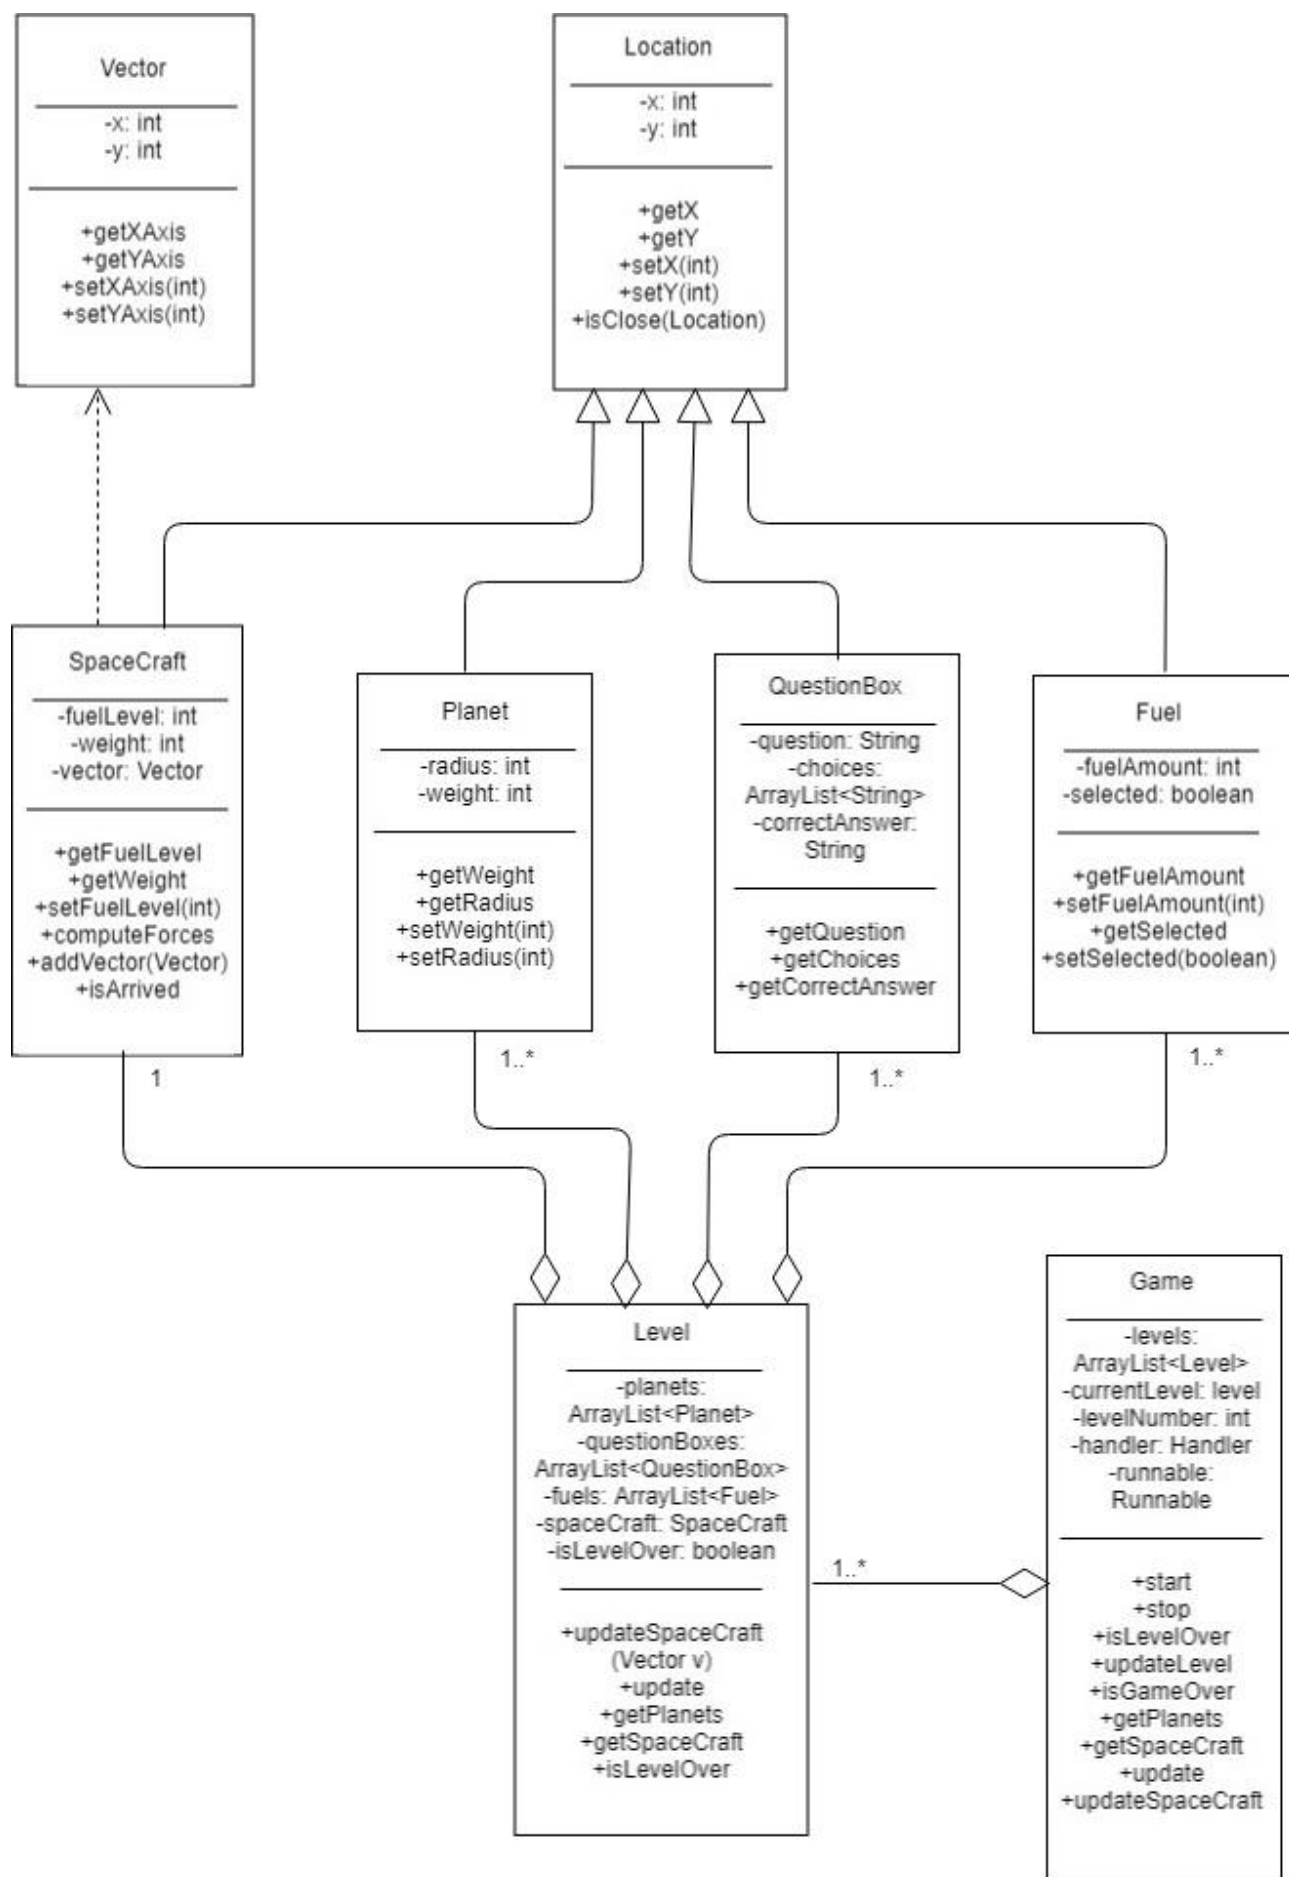 Vector
-x: int
-y: int
+getXAxis
+getYAxis
+setXAxis(int)
+setYAxis(int)
Location
-x: int
-y: int
+getX
+getY
+setX(int)
+setY(int)
+isClose(Location)
SpaceCraft
-fuelLevel: int
-weight: int
-vector: Vector
+getFuelLevel
+getWeight
+setFuelLevel(int)
+computeForces
+addVector(Vector)
+isArrived
1
Planet
-radius: int
-weight: int
+getWeight
+getRadius
+setWeight(int)
+setRadius(int)
1..*
QuestionBox
-question: String
-choices:
ArrayList<String>
-correctAnswer:
String
+getQuestion
+getChoices
+getCorrectAnswer
1..*
Fuel
-fuelAmount: int
-selected: boolean
+getFuelAmount
+setFuelAmount(int)
+getSelected
+setSelected(boolean)
1..*
Level
-planets:
ArrayList<Planet>
-questionBoxes:
ArrayList<QuestionBox>
-fuels: ArrayList<Fuel>
-spaceCraft: SpaceCraft
-isLevelOver: boolean
+updateSpaceCraft
(Vector v)
+update
+getPlanets
+getSpaceCraft
+isLevelOver
1..*
Game
-levels:
ArrayList<Level>
-currentLevel: level
-levelNumber: int
-handler: Handler
-runnable:
Runnable
+start
+stop
+isLevelOver
+updateLevel
+isGameOver
+getPlanets
+getSpaceCraft
+update
+updateSpaceCraft